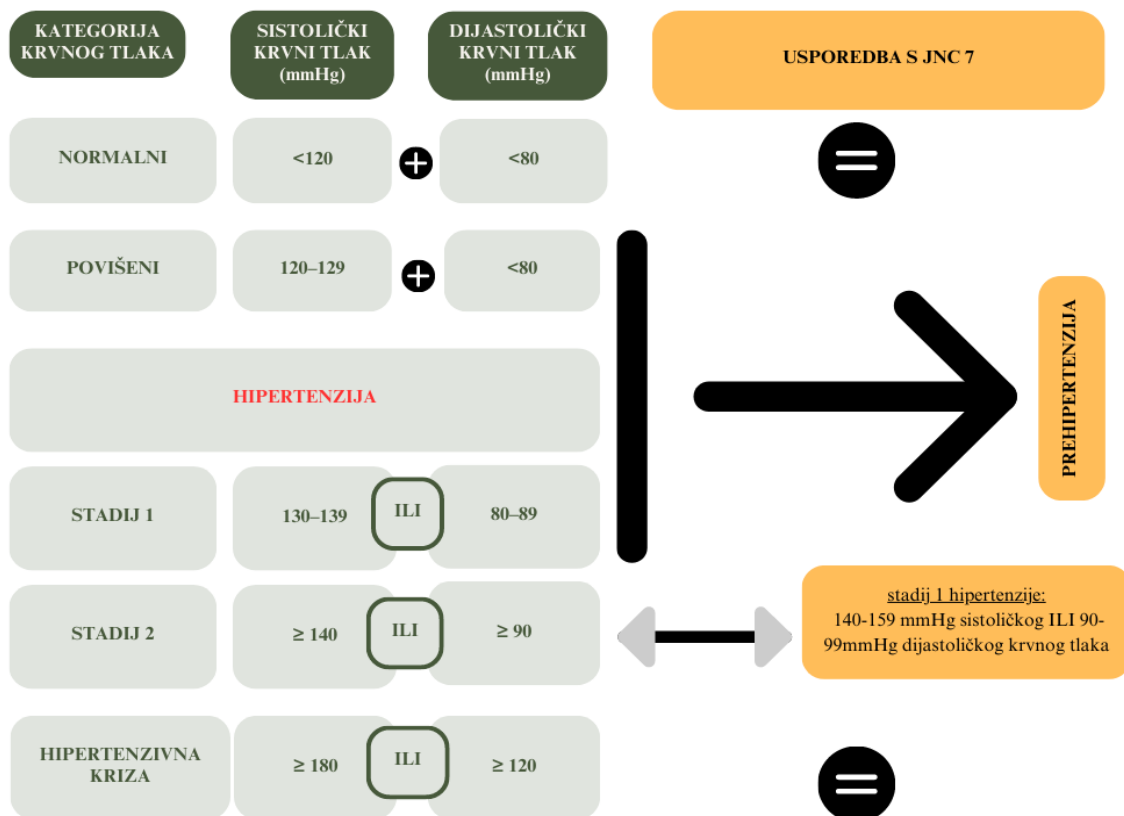 KATEGORIJA
KRVNOG TLAKA
SISTOLIČKI
KRVNI TLAK
(mmHg)
DIJASTOLIČKI
KRVNI TLAK
(mmHg)
USPOREDBA S JNC 7
NORMALNI
<120
<80
POVIŠENI
120–129
<80
HIPERTENZIJA
PREHIPERTENZIJA
STADIJ 1
130–139
ILI
80–89
STADIJ 2
≥ 140
ILI
≥ 90
stadij 1 hipertenzije:
140-159 mmHg sistoličkog ILI 90-
99mmHg dijastoličkog krvnog tlaka
HIPERTENZIVNA
KRIZA
≥ 180
ILI
≥ 120